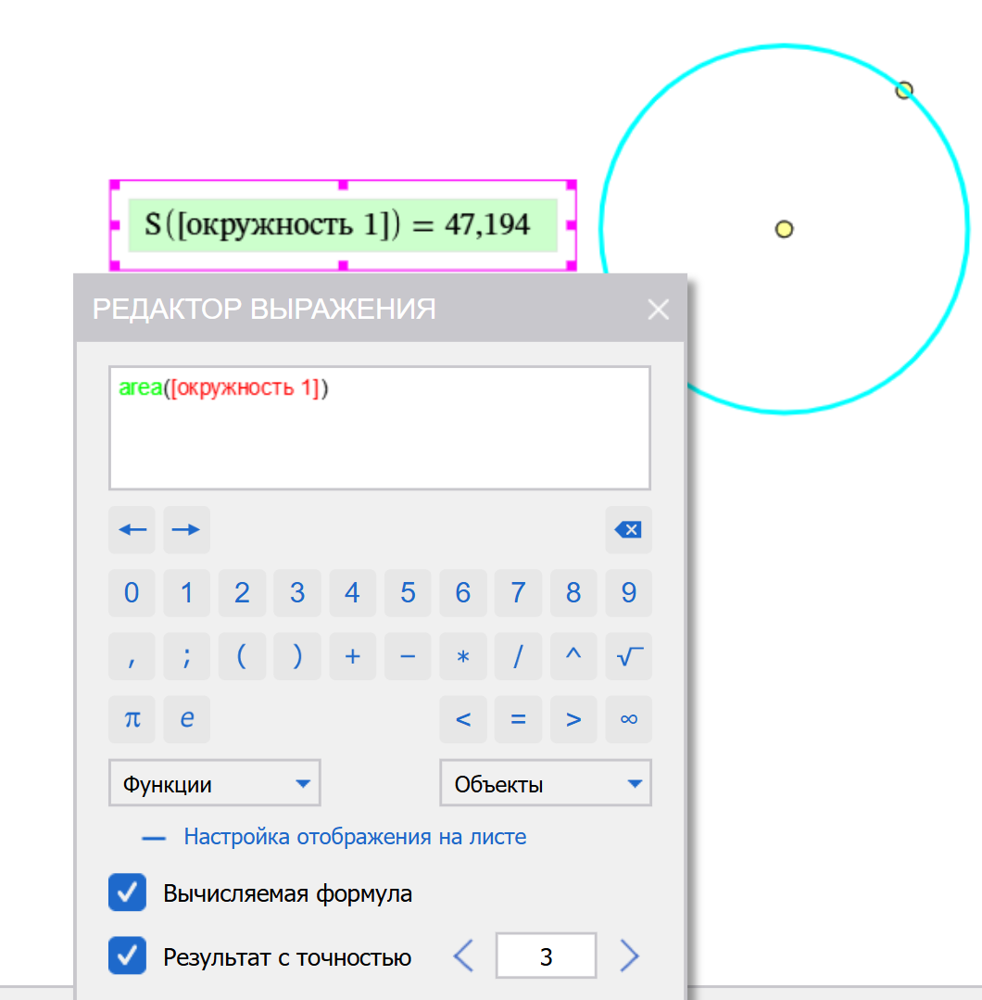 S([окружность 1]) = 47,194
РЕДАКТОР ВЫРАЖЕНИЯ
area([окружность 1])
0 1 2 3 4 5 6 7 8 9
, ; ( ) + − * / ^ √
π e < = > ∞
Функции Объекты
Настройка отображения на листе
Вычисляемая формула
Результат с точностью 3